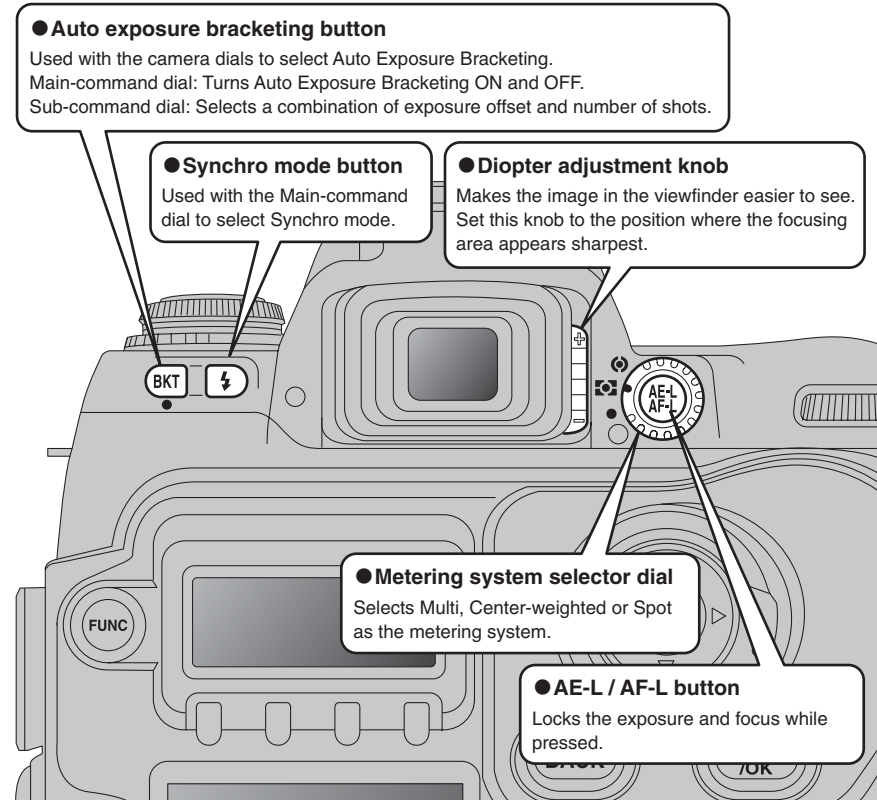 ●Auto exposure bracketing button
Used with the camera dials to select Auto Exposure Bracketing.
Main-command dial: Turns Auto Exposure Bracketing ON and OFF.
Sub-command dial: Selects a combination of exposure offset and number of shots.
●Synchro mode button
Used with the Main-command
dial to select Synchro mode.
●Diopter adjustment knob
Makes the image in the viewfinder easier to see.
Set this knob to the position where the focusing
area appears sharpest.
BKT
AE-L
AF-L
●Metering system selector dial
Selects Multi, Center-weighted or Spot
as the metering system.
FUNC
●AE-L / AF-L button
Locks the exposure and focus while
pressed.
BACK
/OK